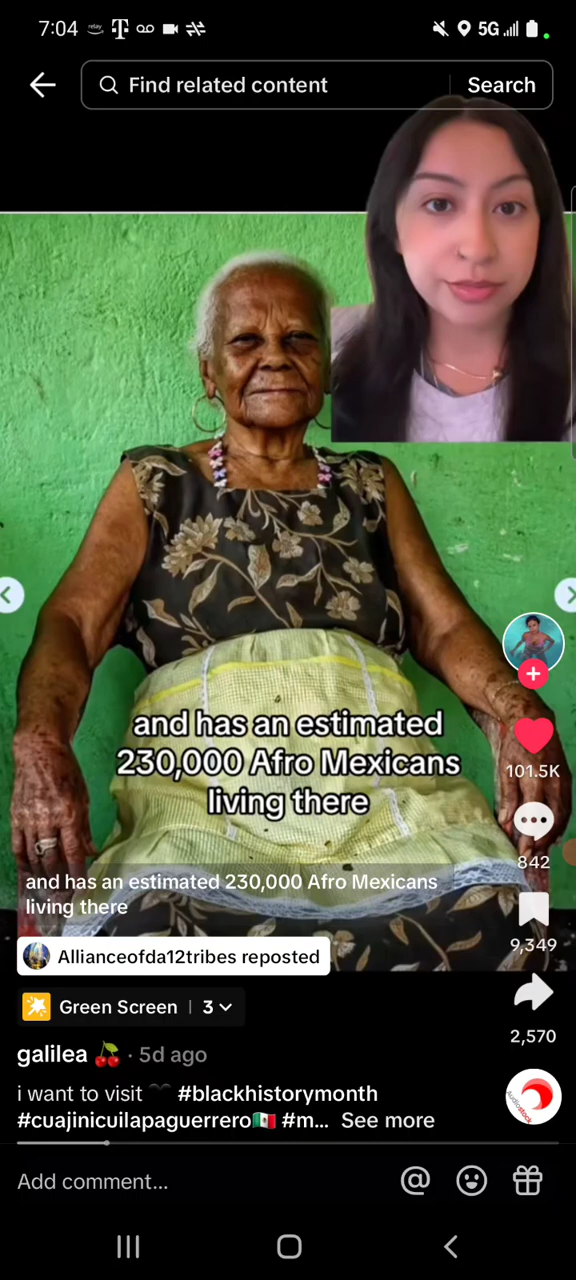 7:04
5G
Find related content
Search
and has an estimated
230,000 Afro Mexicans
living there
101.5K
842
and has an estimated 230,000 Afro Mexicans
living there
9,349
Allianceofda12tribes reposted
Green Screen | 3
2,570
galilea 🍒 · 5d ago
i want to visit 🖤 #blackhistorymonth
#cuajinicuilapaguerrero🇲🇽 #m... See more
Audiostock
Add comment...